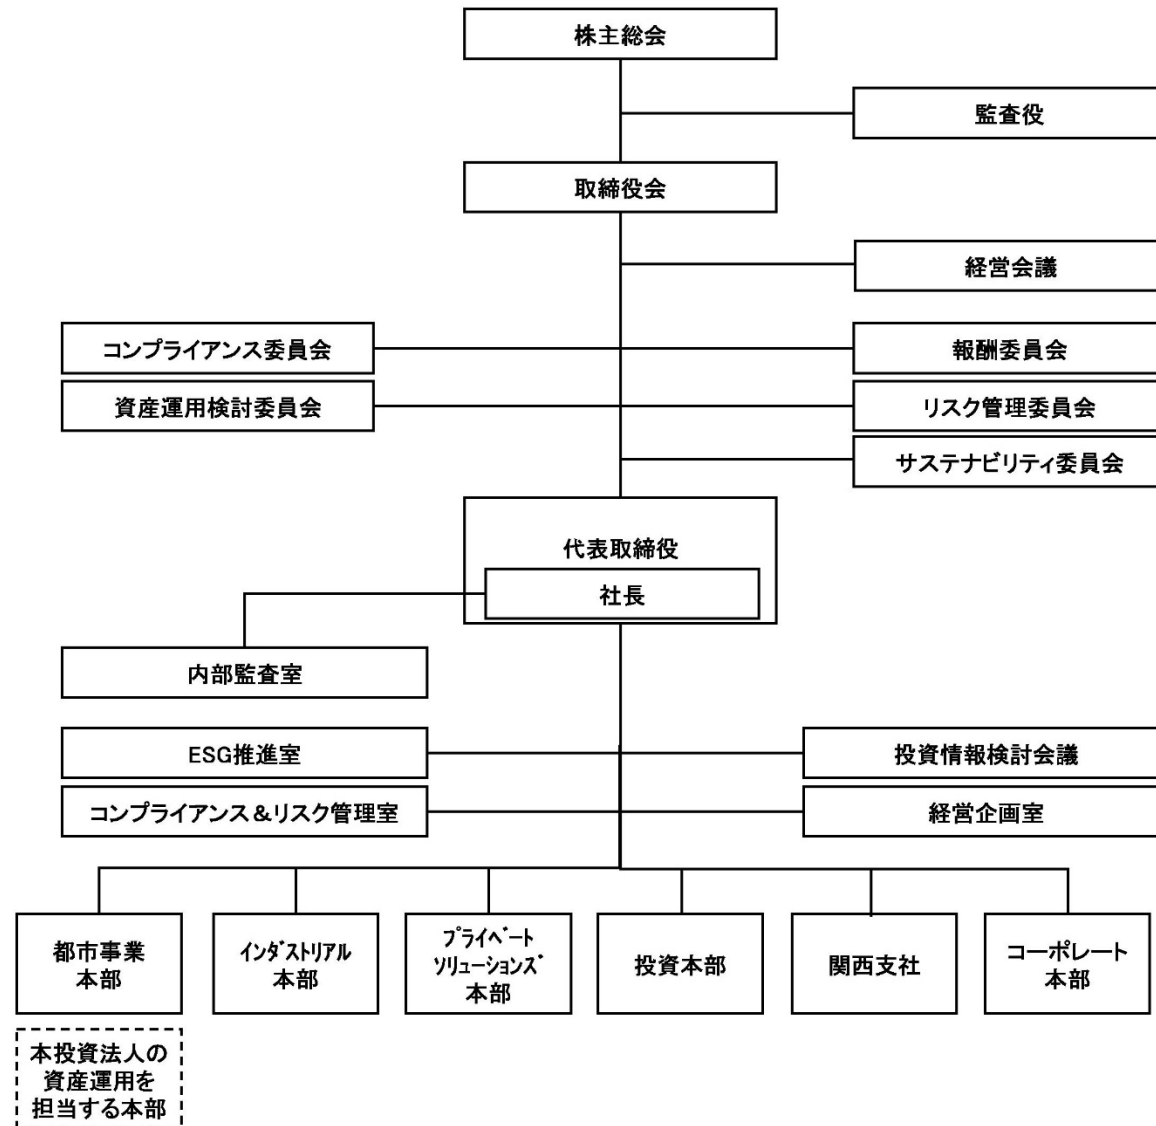 株主総会
監査役
取締役会
経営会議
コンプライアンス委員会
報酬委員会
資産運用検討委員会
リスク管理委員会
サステナビリティ委員会
代表取締役
社長
内部監査室
ESG推進室
投資情報検討会議
コンプライアンス＆リスク管理室
経営企画室
都市事業
本部
ｲﾝﾀﾞｽﾄﾘｱﾙ
本部
ﾌﾟﾗｲﾍﾞｰﾄ
ｿﾘｭｰｼｮﾝｽﾞ
本部
投資本部
関西支社
コーポレート
本部
本投資法人の
資産運用を
担当する本部